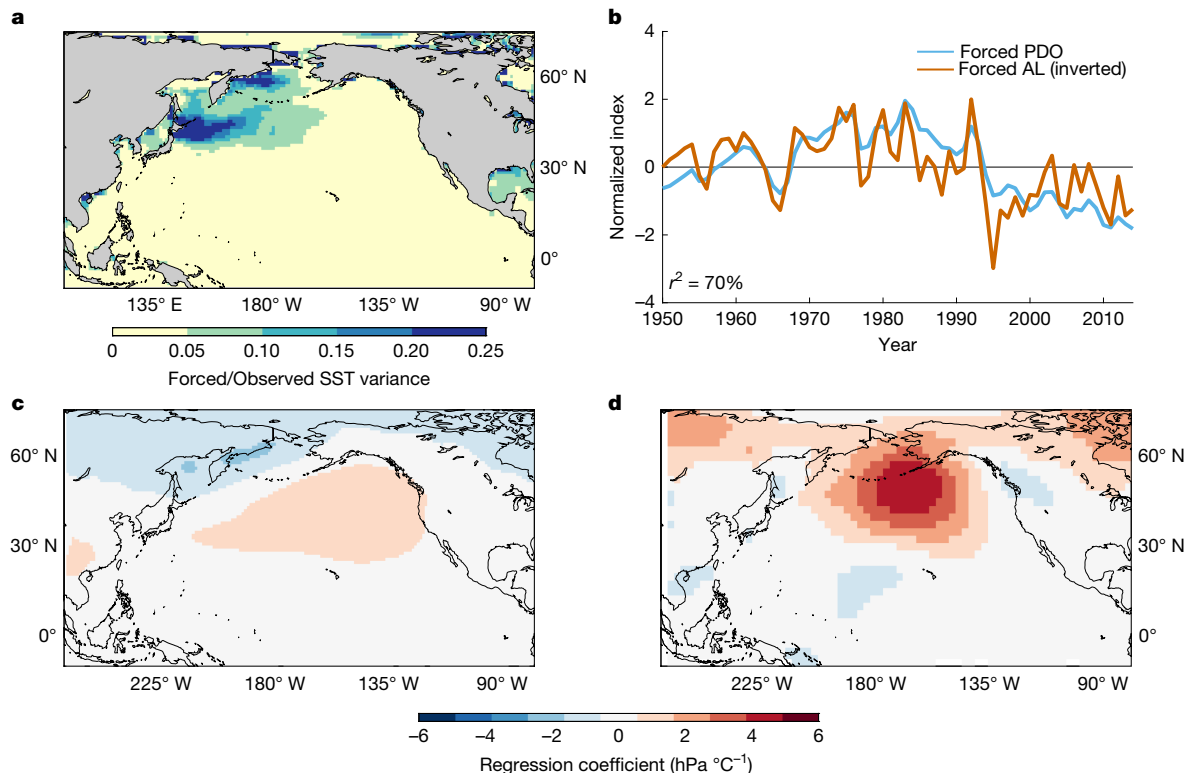 a
60° N
30° N
0°
135° E 180° W 135° W 90° W
0 0.05 0.10 0.15 0.20 0.25
Forced/Observed SST variance
b
Normalized index
4
2
0
−2
−4
Forced PDO
Forced AL (inverted)
r² = 70%
1950 1960 1970 1980 1990 2000 2010
Year
c
60° N
30° N
0°
225° W 180° W 135° W 90° W
d
60° N
30° N
0°
225° W 180° W 135° W 90° W
−6 −4 −2 0 2 4 6
Regression coefficient (hPa °C⁻¹)